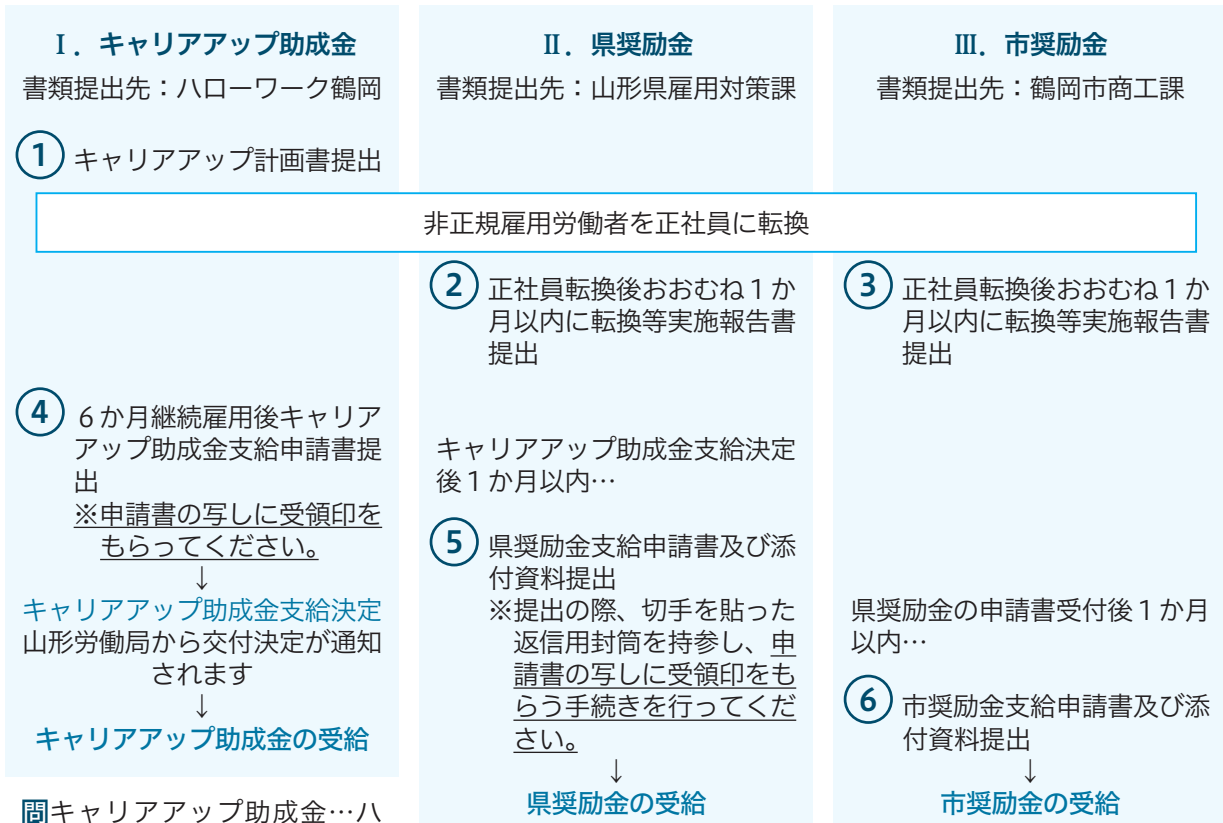 Ⅰ．キャリアアップ助成金
書類提出先：ハローワーク鶴岡
① キャリアアップ計画書提出
Ⅱ．県奨励金
書類提出先：山形県雇用対策課
Ⅲ．市奨励金
書類提出先：鶴岡市商工課
非正規雇用労働者を正社員に転換
② 正社員転換後おおむね１か
月以内に転換等実施報告書
提出
③ 正社員転換後おおむね１か
月以内に転換等実施報告書
提出
④ ６か月継続雇用後キャリア
アップ助成金支給申請書提
出
※申請書の写しに受領印を
もらってください。
↓
キャリアアップ助成金支給決定
山形労働局から交付決定が通知
されます
↓
キャリアアップ助成金の受給
キャリアアップ助成金支給決定
後１か月以内…
⑤ 県奨励金支給申請書及び添
付資料提出
※提出の際、切手を貼った
返信用封筒を持参し、申
請書の写しに受領印をも
らう手続きを行ってくだ
さい。
↓
県奨励金の受給
県奨励金の申請書受付後１か月
以内…
⑥ 市奨励金支給申請書及び添
付資料提出
↓
市奨励金の受給
問キャリアアップ助成金…ハ